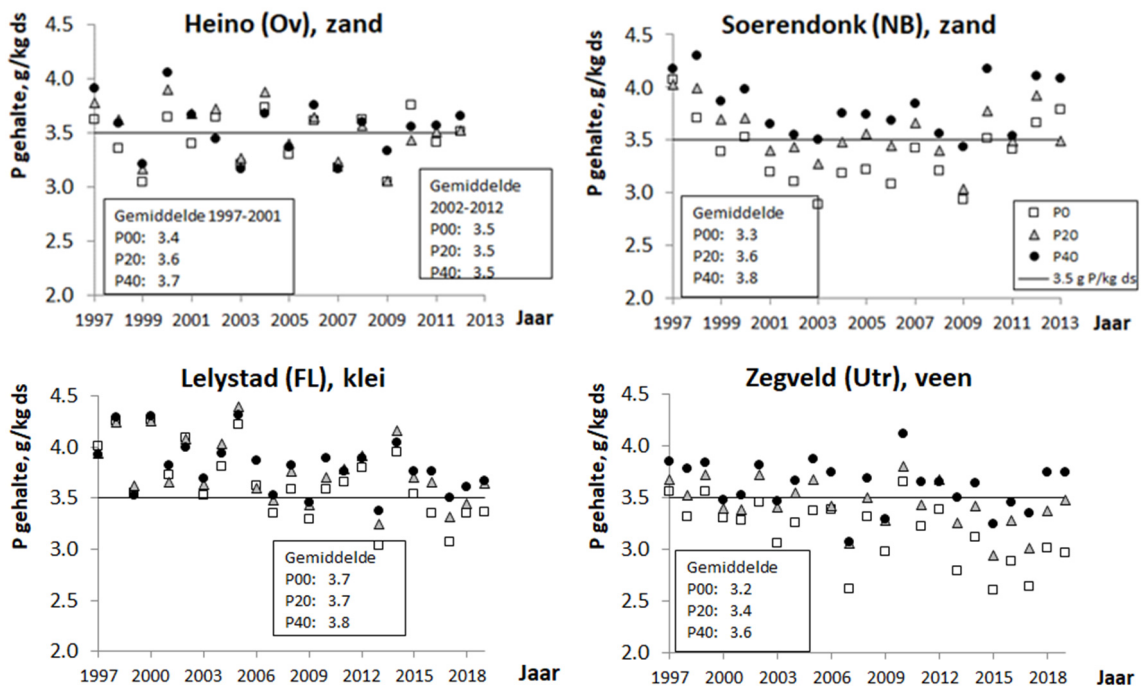 Heino (Ov), zand
P gehalte, g/kg ds
4.5
4.0
3.5
3.0
2.5
2.0
Gemiddelde 1997-2001
P00: 3.4
P20: 3.6
P40: 3.7
Gemiddelde
2002-2012
P00: 3.5
P20: 3.5
P40: 3.5
1997 1999 2001 2003 2005 2007 2009 2011 2013 Jaar
Soerendonk (NB), zand
P gehalte, g/kg ds
4.5
4.0
3.5
3.0
2.5
2.0
Gemiddelde
P00: 3.3
P20: 3.6
P40: 3.8
P0
P20
P40
3.5 g P/kg ds
1997 1999 2001 2003 2005 2007 2009 2011 2013 Jaar
Lelystad (FL), klei
P gehalte, g/kg ds
4.5
4.0
3.5
3.0
2.5
2.0
Gemiddelde
P00: 3.7
P20: 3.7
P40: 3.8
1997 2000 2003 2006 2009 2012 2015 2018 Jaar
Zegveld (Utr), veen
P gehalte, g/kg ds
4.5
4.0
3.5
3.0
2.5
2.0
Gemiddelde
P00: 3.2
P20: 3.4
P40: 3.6
1997 2000 2003 2006 2009 2012 2015 2018 Jaar